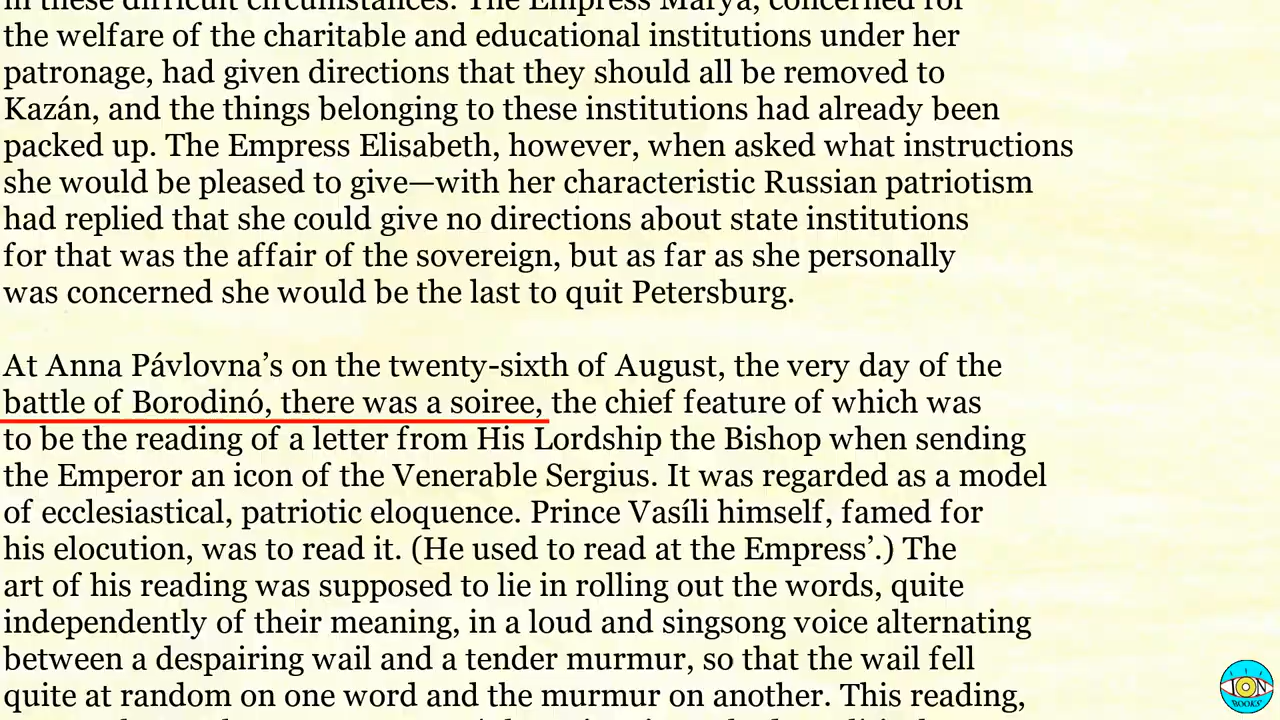 in these difficult circumstances. The Empress Márya, concerned for
the welfare of the charitable and educational institutions under her
patronage, had given directions that they should all be removed to
Kazán, and the things belonging to these institutions had already been
packed up. The Empress Elisabeth, however, when asked what instructions
she would be pleased to give—with her characteristic Russian patriotism
had replied that she could give no directions about state institutions
for that was the affair of the sovereign, but as far as she personally
was concerned she would be the last to quit Petersburg.
At Anna Pávlovna’s on the twenty-sixth of August, the very day of the
battle of Borodinó, there was a soiree, the chief feature of which was
to be the reading of a letter from His Lordship the Bishop when sending
the Emperor an icon of the Venerable Sergius. It was regarded as a model
of ecclesiastical, patriotic eloquence. Prince Vasíli himself, famed for
his elocution, was to read it. (He used to read at the Empress’.) The
art of his reading was supposed to lie in rolling out the words, quite
independently of their meaning, in a loud and singsong voice alternating
between a despairing wail and a tender murmur, so that the wail fell
quite at random on one word and the murmur on another. This reading,
ION
BOOKS